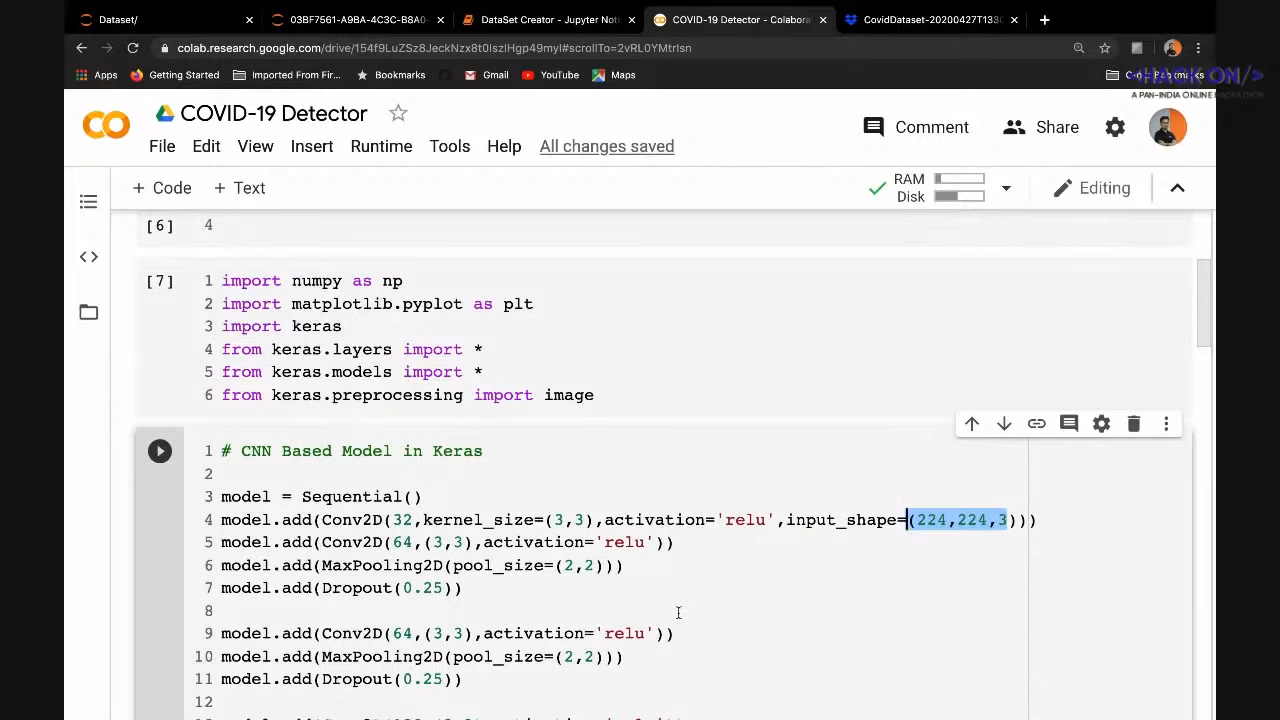 Dataset/
03BF7561-A9BA-4C3C-B8A0-
DataSet Creator - Jupyter Note
COVID-19 Detector - Colabora
CovidDataset-20200427T133
colab.research.google.com/drive/154f9LuZSz8JeckNzx8t0IszlHgp49myl#scrollTo=2vRL0YMtrlsn
Apps
Getting Started
Imported From Fir...
Bookmarks
Gmail
YouTube
Maps
<HACK ON/>
A PAN-INDIA ONLINE HACKATHON
CO
COVID-19 Detector
File Edit View Insert Runtime Tools Help All changes saved
Comment
Share
+ Code + Text
RAM
Disk
Editing
[6] 4
[7] 1 import numpy as np
2 import matplotlib.pyplot as plt
3 import keras
4 from keras.layers import *
5 from keras.models import *
6 from keras.preprocessing import image
1 # CNN Based Model in Keras
2
3 model = Sequential()
4 model.add(Conv2D(32,kernel_size=(3,3),activation='relu',input_shape=(224,224,3)))
5 model.add(Conv2D(64,(3,3),activation='relu'))
6 model.add(MaxPooling2D(pool_size=(2,2)))
7 model.add(Dropout(0.25))
8
9 model.add(Conv2D(64,(3,3),activation='relu'))
10 model.add(MaxPooling2D(pool_size=(2,2)))
11 model.add(Dropout(0.25))
12